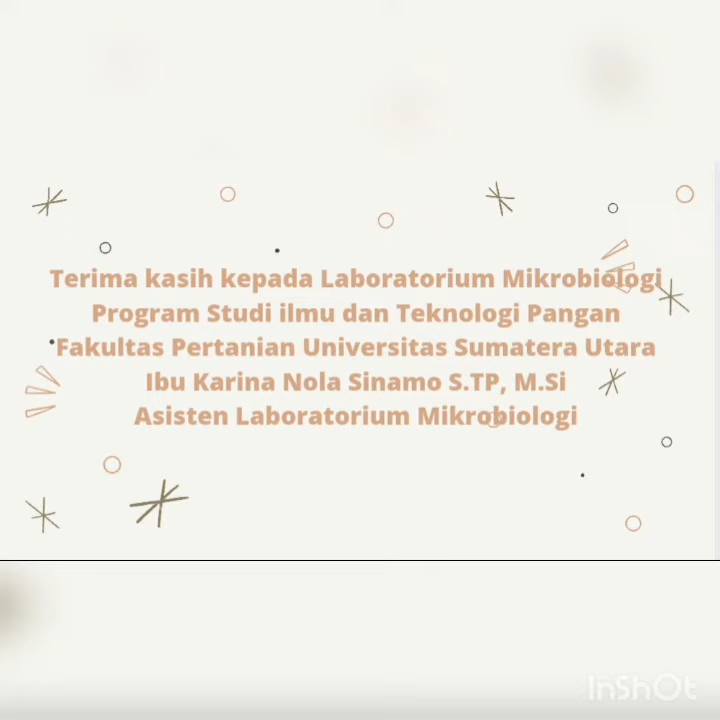 Terima kasih kepada Laboratorium Mikrobiologi
Program Studi ilmu dan Teknologi Pangan
Fakultas Pertanian Universitas Sumatera Utara
Ibu Karina Nola Sinamo S.TP, M.Si
Asisten Laboratorium Mikrobiologi
InShOt